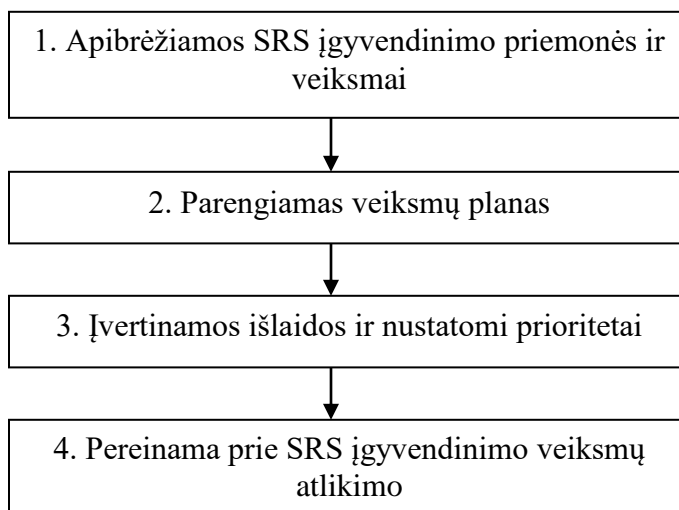 1. Apibrėžiamos SRS įgyvendinimo priemonės ir
veiksmai
2. Parengiamas veiksmų planas
3. Įvertinamos išlaidos ir nustatomi prioritetai
4. Pereinama prie SRS įgyvendinimo veiksmų
atlikimo